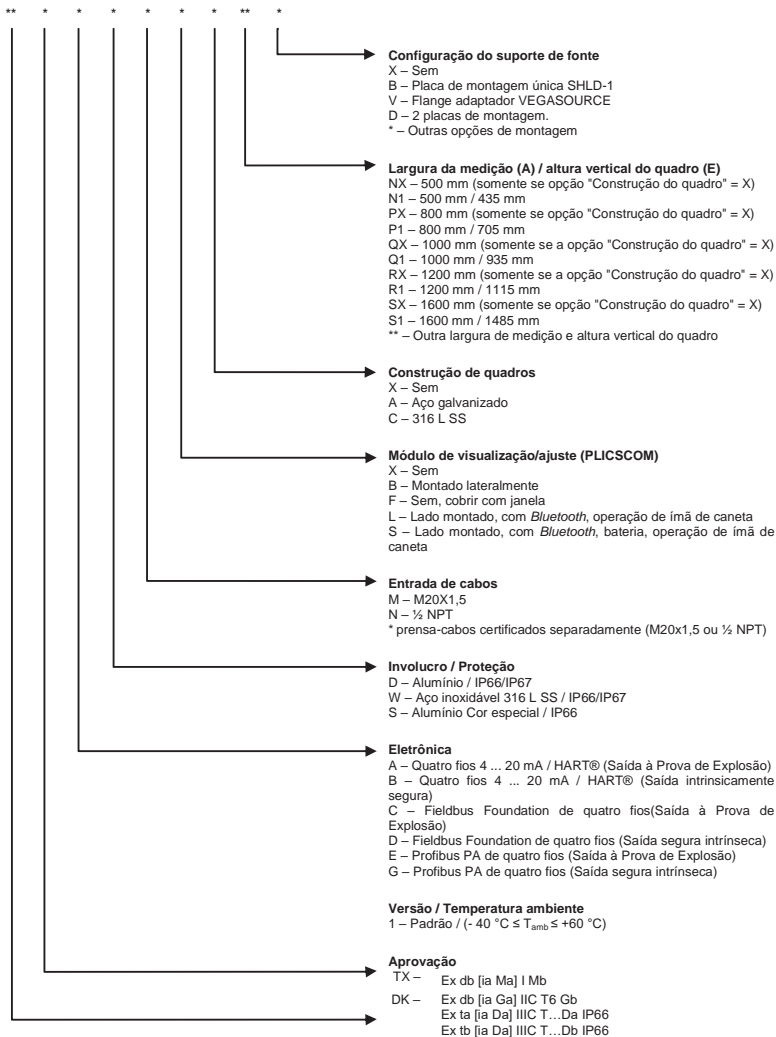 ** * * * * * * ** *
Configuração do suporte de fonte
X – Sem
B – Placa de montagem única SHLD-1
V – Flange adaptador VEGASOURCE
D – 2 placas de montagem.
* – Outras opções de montagem
Largura da medição (A) / altura vertical do quadro (E)
NX – 500 mm (somente se opção "Construção do quadro" = X)
N1 – 500 mm / 435 mm
PX – 800 mm (somente se opção "Construção do quadro" = X)
P1 – 800 mm / 705 mm
QX – 1000 mm (somente se a opção "Construção do quadro" = X)
Q1 – 1000 mm / 935 mm
RX – 1200 mm (somente se a opção "Construção do quadro" = X)
R1 – 1200 mm / 1115 mm
SX – 1600 mm (somente se opção "Construção do quadro" = X)
S1 – 1600 mm / 1485 mm
** – Outra largura de medição e altura vertical do quadro
Construção de quadros
X – Sem
A – Aço galvanizado
C – 316 L SS
Módulo de visualização/ajuste (PLICSCOM)
X – Sem
B – Montado lateralmente
F – Sem, cobrir com janela
L – Lado montado, com Bluetooth, operação de ímã de caneta
S – Lado montado, com Bluetooth, bateria, operação de ímã de
caneta
Entrada de cabos
M – M20X1,5
N – ½ NPT
* prensa-cabos certificados separadamente (M20x1,5 ou ½ NPT)
Involucro / Proteção
D – Alumínio / IP66/IP67
W – Aço inoxidável 316 L SS / IP66/IP67
S – Alumínio Cor especial / IP66
Eletrônica
A – Quatro fios 4 ... 20 mA / HART® (Saída à Prova de Explosão)
B – Quatro fios 4 ... 20 mA / HART® (Saída intrinsicamente
segura)
C – Fieldbus Foundation de quatro fios(Saída à Prova de
Explosão)
D – Fieldbus Foundation de quatro fios (Saída segura intrínseca)
E – Profibus PA de quatro fios (Saída à Prova de Explosão)
G – Profibus PA de quatro fios (Saída segura intrínseca)
Versão / Temperatura ambiente
1 – Padrão / (- 40 °C ≤ Tamb ≤ +60 °C)
Aprovação
TX – Ex db [ia Ma] I Mb
DK – Ex db [ia Ga] IIC T6 Gb
Ex ta [ia Da] IIIC T…Da IP66
Ex tb [ia Da] IIIC T…Db IP66